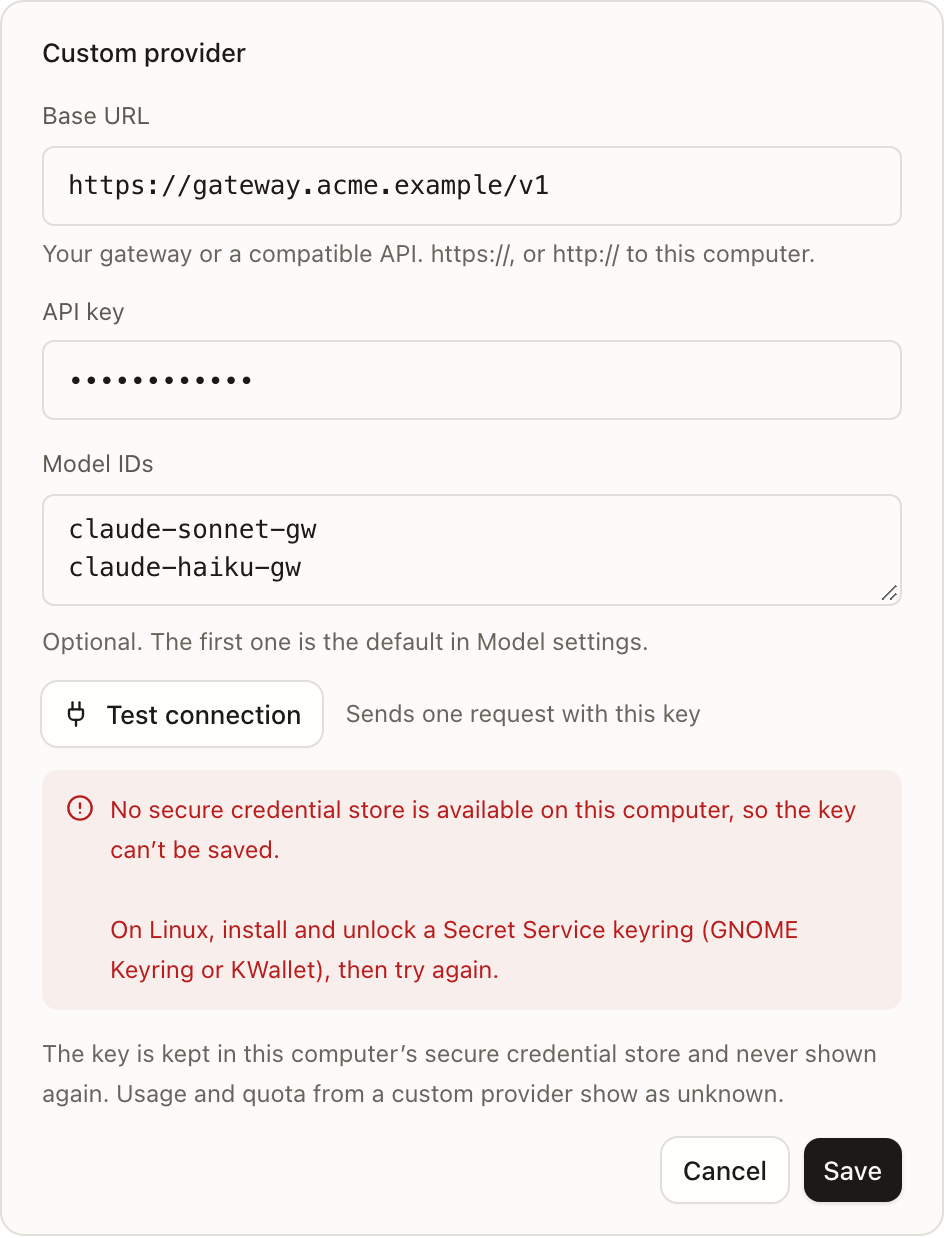 Custom provider
Base URL
https://gateway.acme.example/v1
Your gateway or a compatible API. https://, or http:// to this computer.
API key
••••••••••••
Model IDs
claude-sonnet-gw
claude-haiku-gw
Optional. The first one is the default in Model settings.
Test connection
Sends one request with this key
No secure credential store is available on this computer, so the key
can’t be saved.
On Linux, install and unlock a Secret Service keyring (GNOME
Keyring or KWallet), then try again.
The key is kept in this computer’s secure credential store and never shown
again. Usage and quota from a custom provider show as unknown.
Cancel
Save